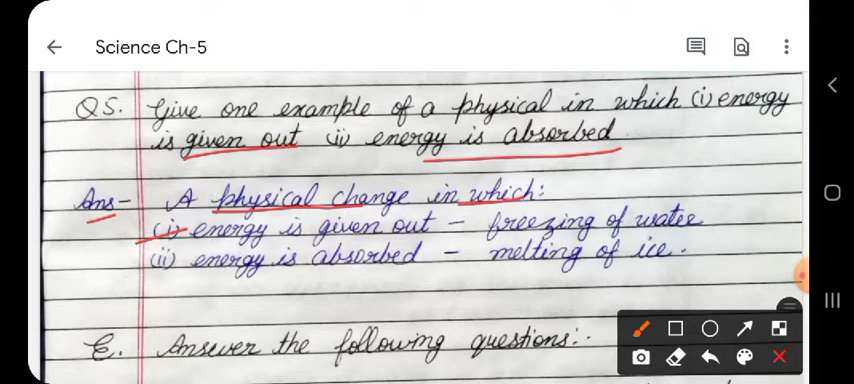 Science Ch-5
Q5. Give one example of a physical in which (i) energy
is given out (ii) energy is absorbed.
Ans- A physical change in which:
(i) energy is given out - freezing of water
(ii) energy is absorbed - melting of ice.
E. Answer the following questions:-